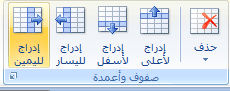 حذف
إدراج لأعلى
إدراج لأسفل
إدراج لليسار
إدراج لليمين
صفوف وأعمدة